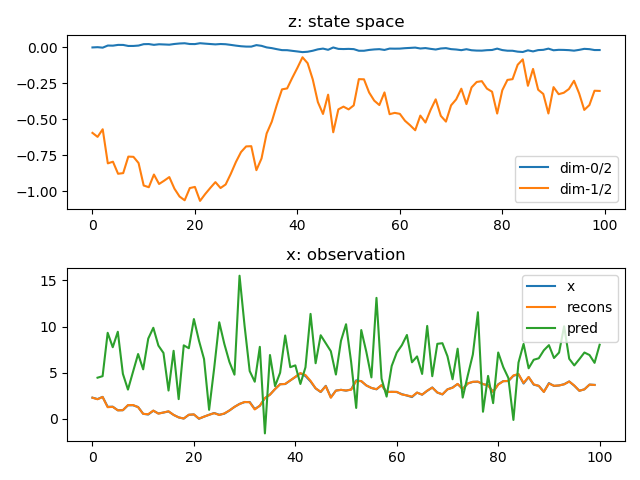 z: state space
0.00
−0.25
−0.50
−0.75
−1.00
dim-0/2
dim-1/2
0 20 40 60 80 100
x: observation
15
10
5
0
x
recons
pred
0 20 40 60 80 100